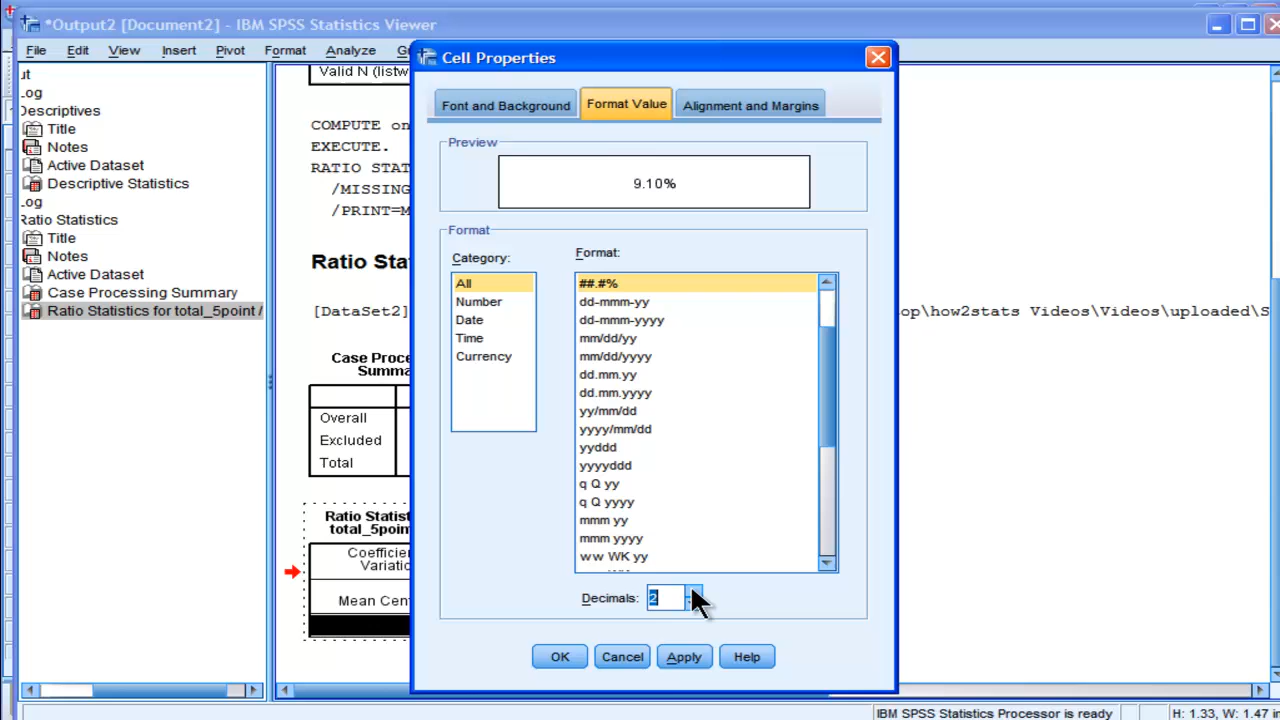 *Output2 [Document2] - IBM SPSS Statistics Viewer
File Edit View Insert Pivot Format Analyze
Log
Descriptives
Title
Notes
Active Dataset
Descriptive Statistics
Log
Ratio Statistics
Title
Notes
Active Dataset
Case Processing Summary
Ratio Statistics for total_5point /
Valid N (listw
COMPUTE on
EXECUTE.
RATIO STAT
/MISSING
/PRINT=M
Ratio Sta
[DataSet2]
op\how2stats Videos\Videos\uploaded\S
Case Proce
Summa
Overall
Excluded
Total
Ratio Statist
total_5poin
Coefficie
Variatio
Mean Cen
Cell Properties
Font and Background Format Value Alignment and Margins
Preview
9.10%
Format
Category:
All
Number
Date
Time
Currency
Format:
##.#%
dd-mmm-yy
dd-mmm-yyyy
mm/dd/yy
mm/dd/yyyy
dd.mm.yy
dd.mm.yyyy
yy/mm/dd
yyyy/mm/dd
yyddd
yyyyddd
q Q yy
q Q yyyy
mmm yy
mmm yyyy
ww WK yy
Decimals: 2
OK Cancel Apply Help
IBM SPSS Statistics Processor is ready H: 1.33, W: 1.47 in